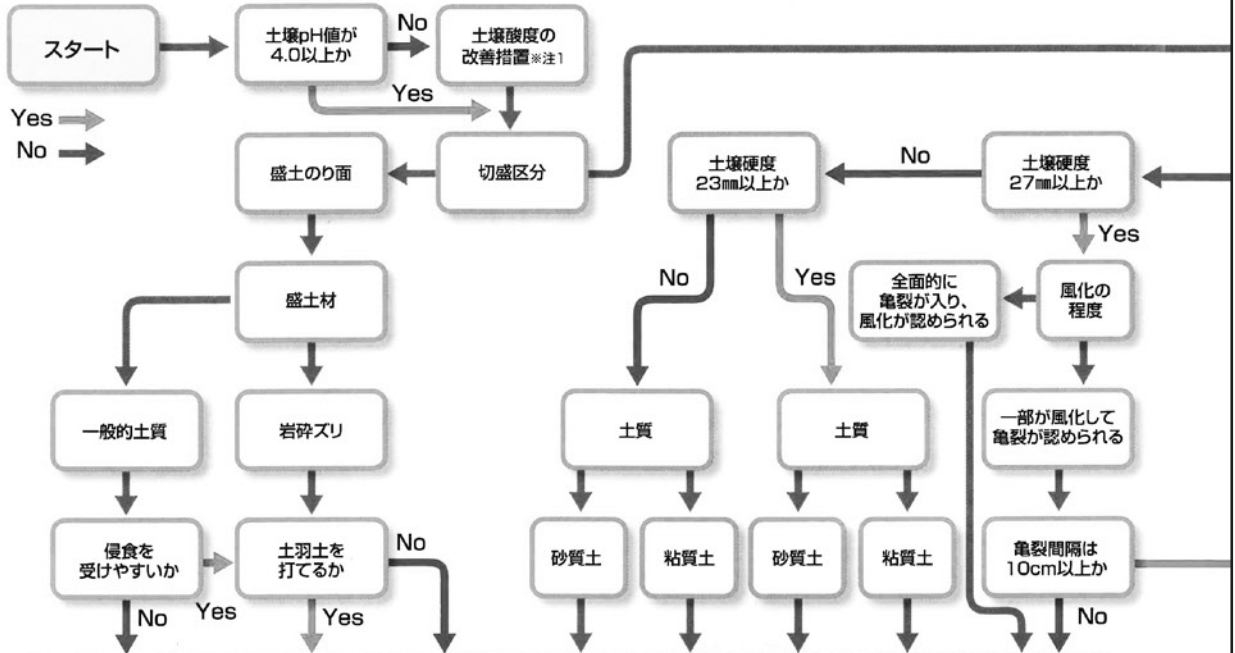 スタート
土壌pH値が
4.0以上か
No
土壌酸度の
改善措置※注1
Yes
Yes
No
盛土のり面
切盛区分
土壌硬度
23㎜以上か
No
土壌硬度
27㎜以上か
Yes
盛土材
No
Yes
全面的に
亀裂が入り、
風化が認められる
風化の
程度
一般的土質
岩砕ズリ
土質
土質
一部が風化して
亀裂が認められる
侵食を
受けやすいか
土羽土を
打てるか
No
砂質土
粘質土
砂質土
粘質土
亀裂間隔は
10cm以上か
No
Yes
Yes
No